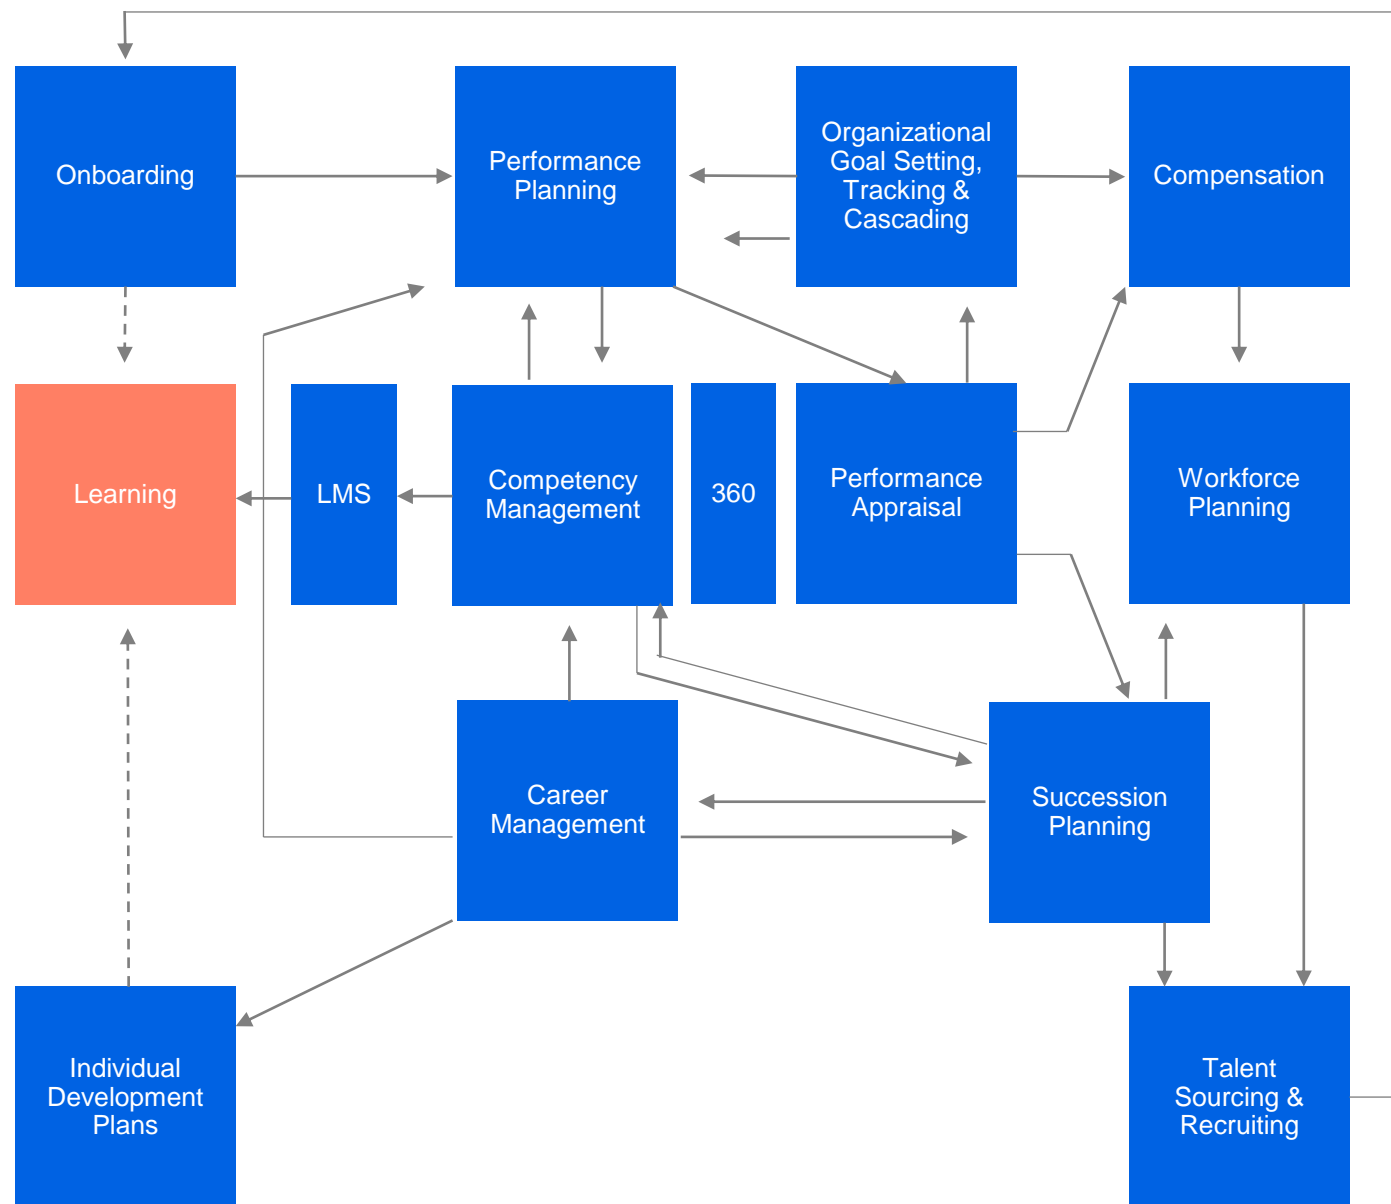 Onboarding
Performance
Planning
Organizational
Goal Setting,
Tracking &
Cascading
Compensation
Learning
LMS
Competency
Management
360
Performance
Appraisal
Workforce
Planning
Career
Management
Succession
Planning
Individual
Development
Plans
Talent
Sourcing &
Recruiting